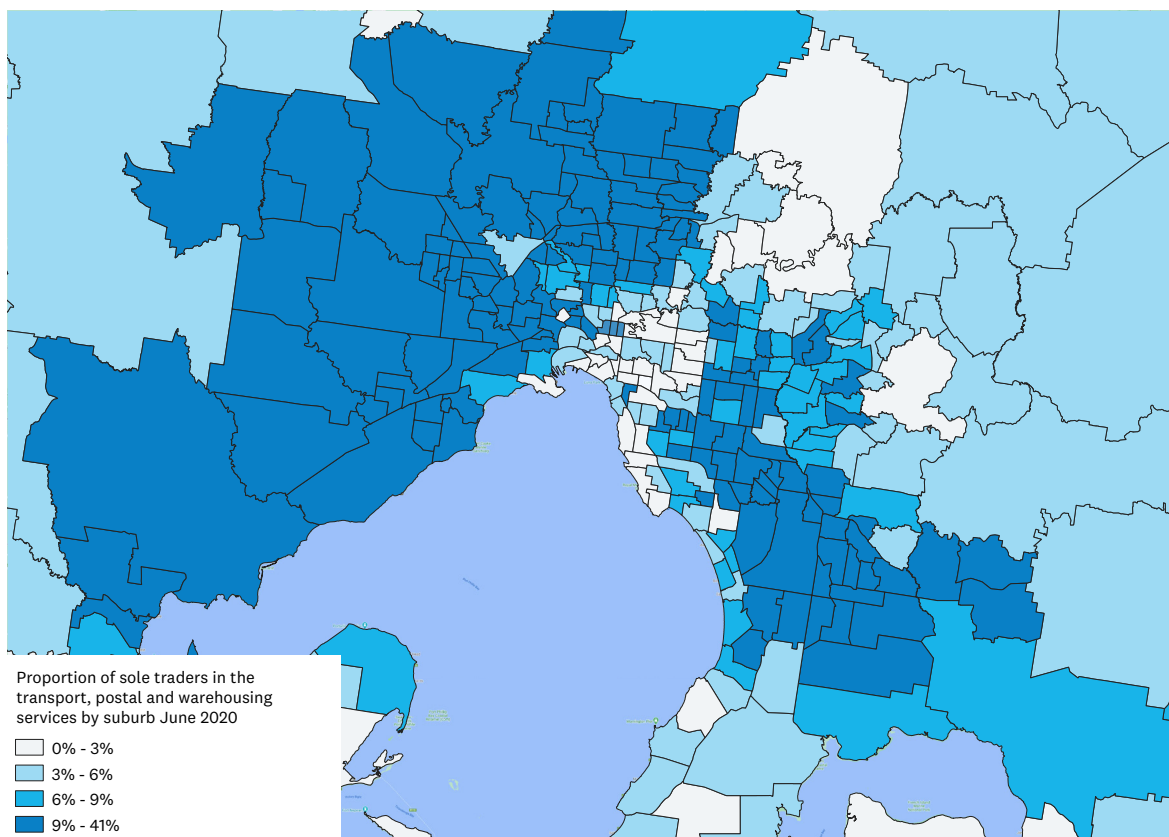 Proportion of sole traders in the
transport, postal and warehousing
services by suburb June 2020
0% - 3%
3% - 6%
6% - 9%
9% - 41%